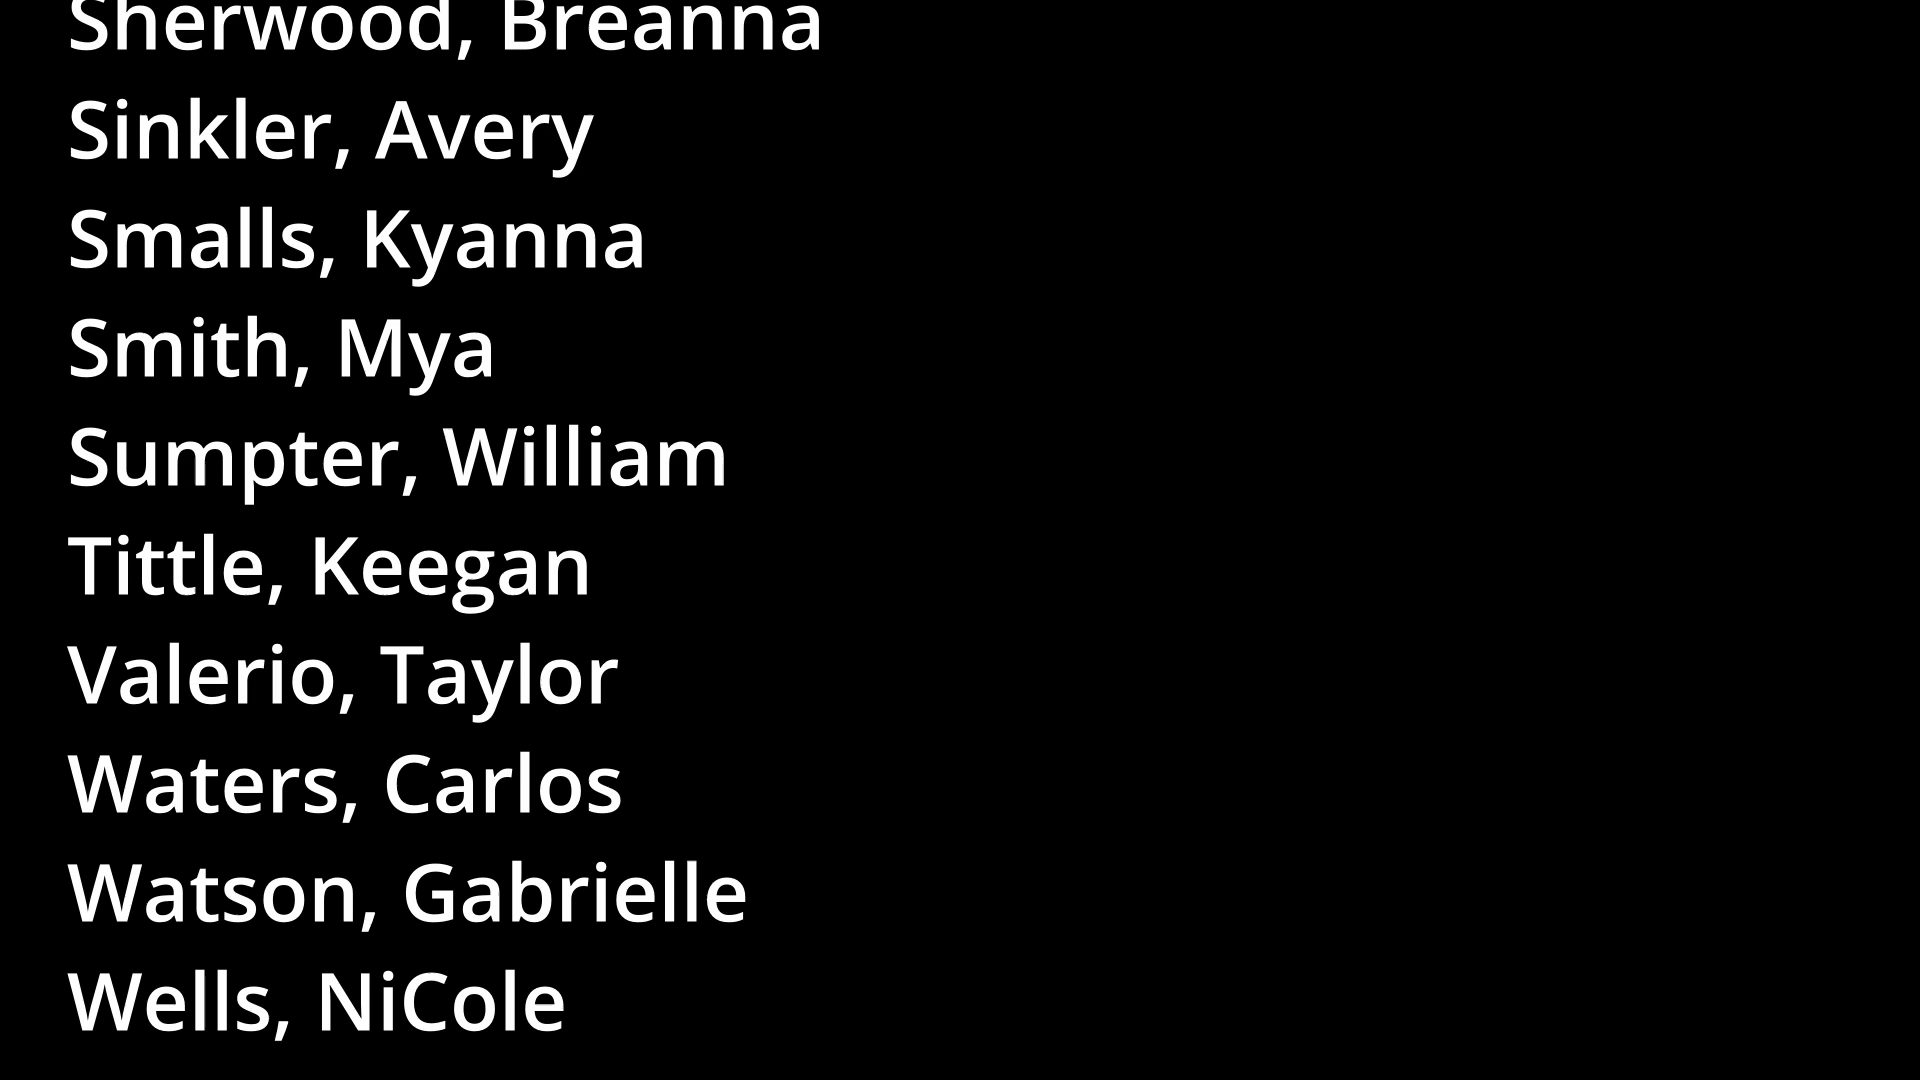 Sherwood, Breanna
Sinkler, Avery
Smalls, Kyanna
Smith, Mya
Sumpter, William
Tittle, Keegan
Valerio, Taylor
Waters, Carlos
Watson, Gabrielle
Wells, NiCole